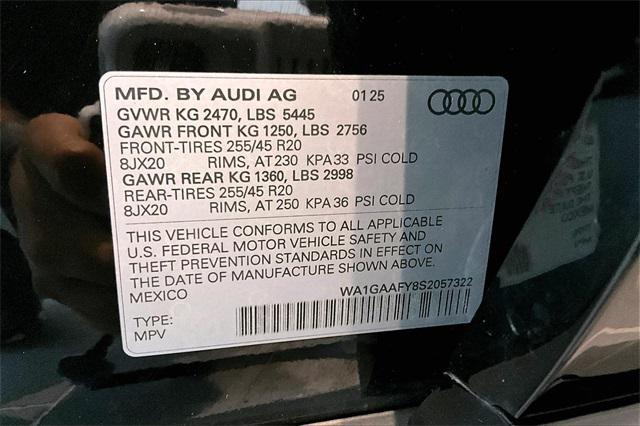 MFD. BY AUDI AG 01 25
GVWR KG 2470, LBS 5445
GAWR FRONT KG 1250, LBS 2756
FRONT-TIRES 255/45 R20
8JX20 RIMS, AT 230 KPA 33 PSI COLD
GAWR REAR KG 1360, LBS 2998
REAR-TIRES 255/45 R20
8JX20 RIMS, AT 250 KPA 36 PSI COLD
THIS VEHICLE CONFORMS TO ALL APPLICABLE
U.S. FEDERAL MOTOR VEHICLE SAFETY AND
THEFT PREVENTION STANDARDS IN EFFECT ON
THE DATE OF MANUFACTURE SHOWN ABOVE.
MEXICO
WA1GAAFY8S2057322
TYPE:
MPV